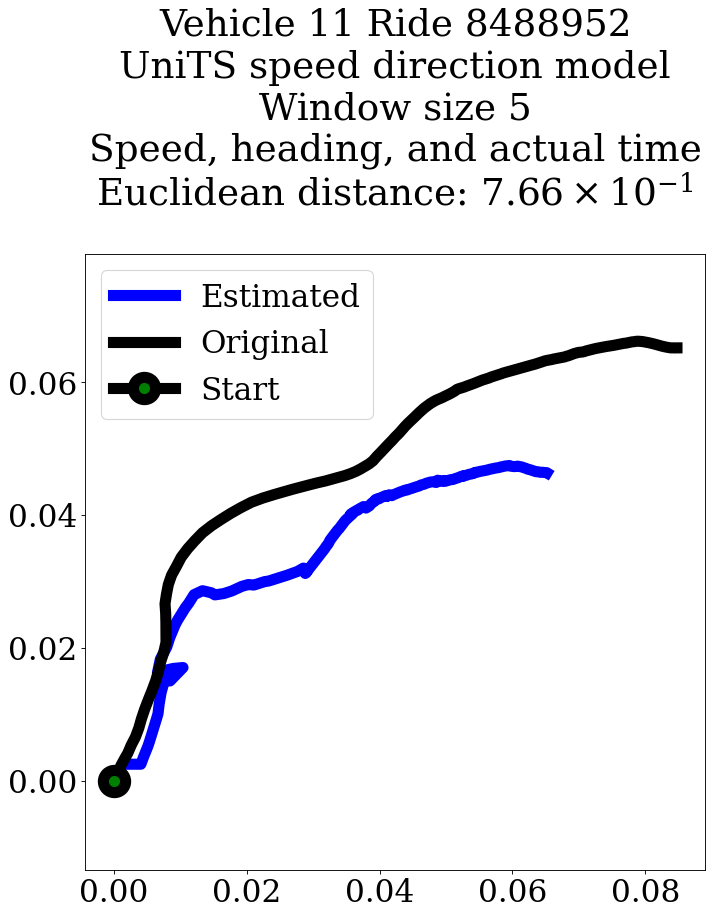 Vehicle 11 Ride 8488952
UniTS speed direction model
Window size 5
Speed, heading, and actual time
Euclidean distance: $7.66 \times 10^{-1}$
Estimated
Original
Start
0.06
0.04
0.02
0.00
0.00 0.02 0.04 0.06 0.08